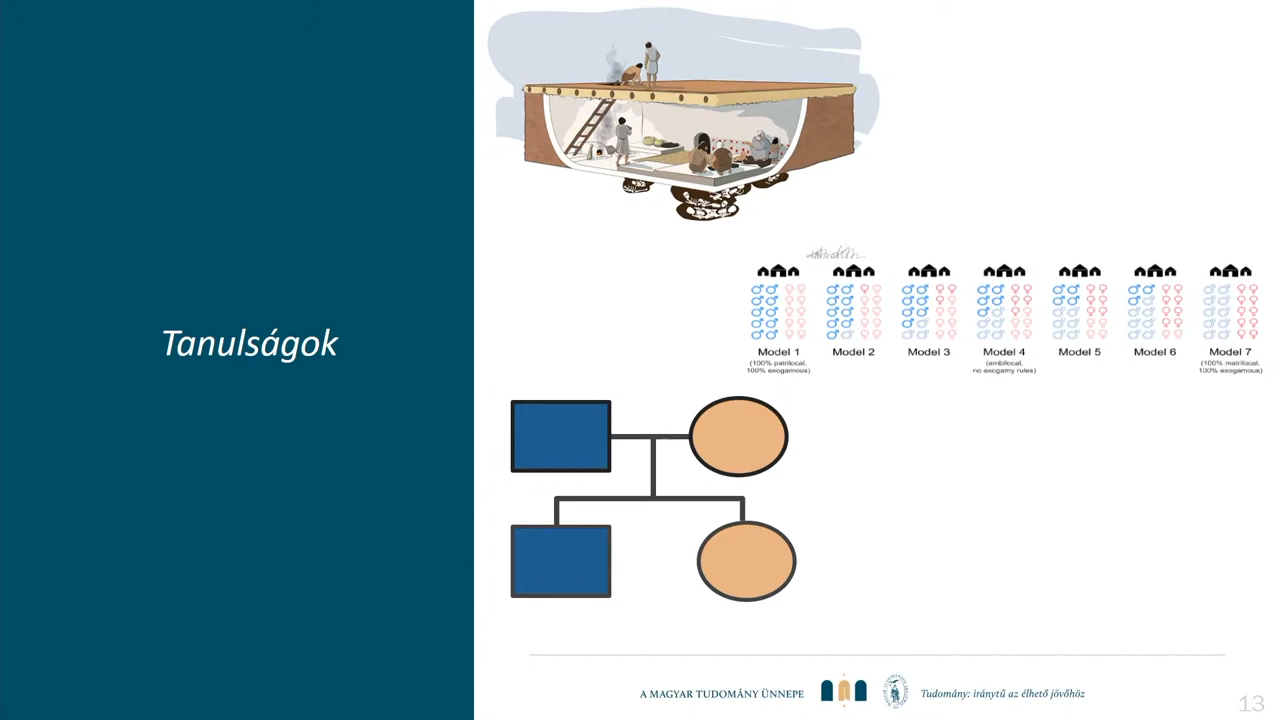 Tanulságok
Model 1
(100% patrilocal,
100% exogamous)
Model 2
Model 3
Model 4
(ambilocal,
no exogamy rules)
Model 5
Model 6
Model 7
(100% matrilocal,
100% exogamous)
A MAGYAR TUDOMÁNY ÜNNEPE
Tudomány: iránytű az élhető jövőhöz
13